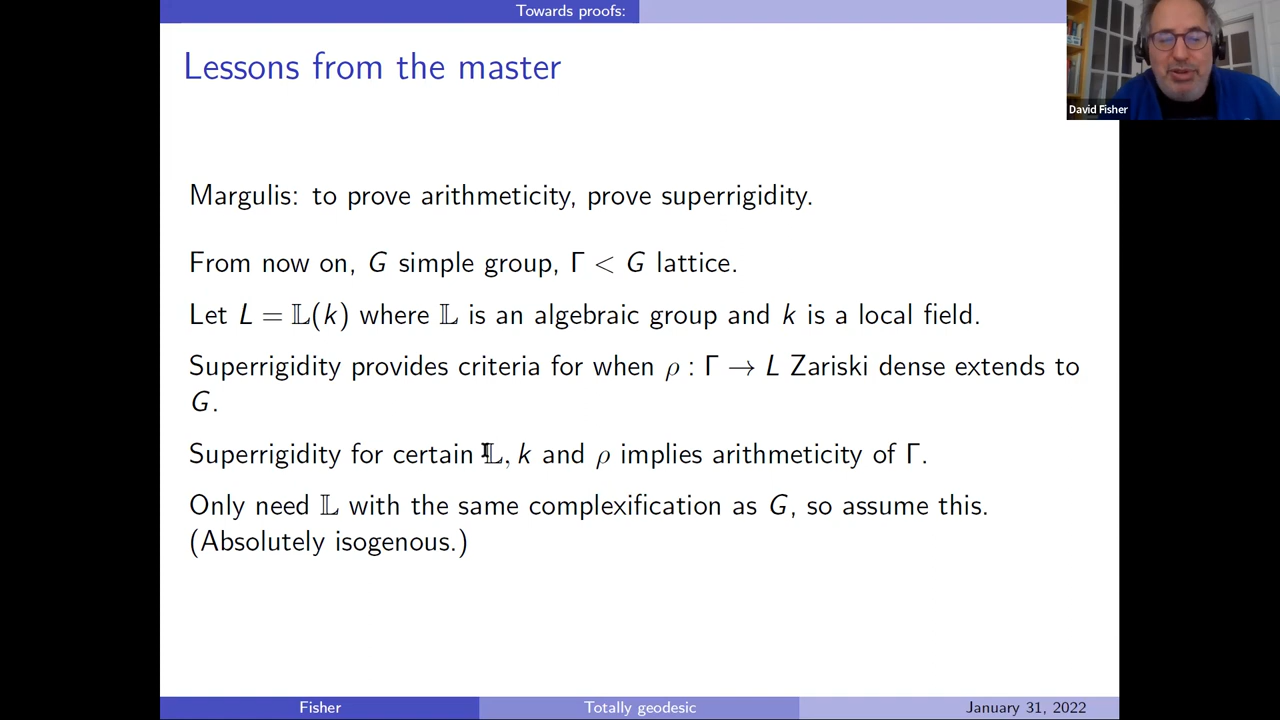 Towards proofs:
Lessons from the master
David Fisher
Margulis: to prove arithmeticity, prove superrigidity.
From now on, G simple group, Γ < G lattice.
Let L = 𝕃(k) where 𝕃 is an algebraic group and k is a local field.
Superrigidity provides criteria for when ρ : Γ → L Zariski dense extends to
G.
Superrigidity for certain 𝕃, k and ρ implies arithmeticity of Γ.
Only need 𝕃 with the same complexification as G, so assume this.
(Absolutely isogenous.)
Fisher
Totally geodesic
January 31, 2022